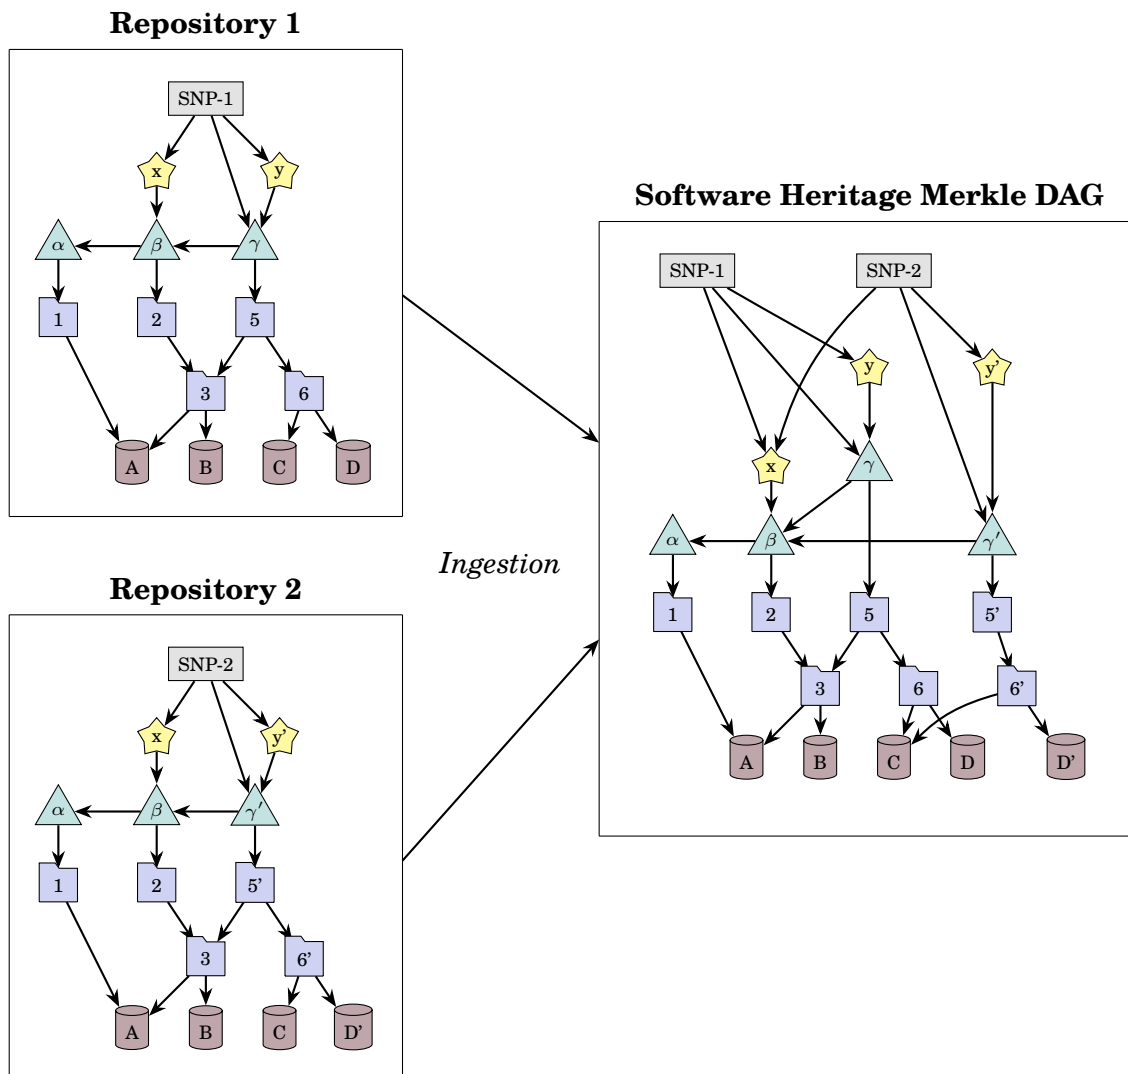 Repository 1
SNP-1
x y
α β γ
1 2 5
3 6
A B C D
Software Heritage Merkle DAG
SNP-1 SNP-2
y y'
x γ
α β γ′
1 2 5 5'
3 6 6'
A B C D D'
Ingestion
Repository 2
SNP-2
x y'
α β γ′
1 2 5'
3 6'
A B C D'